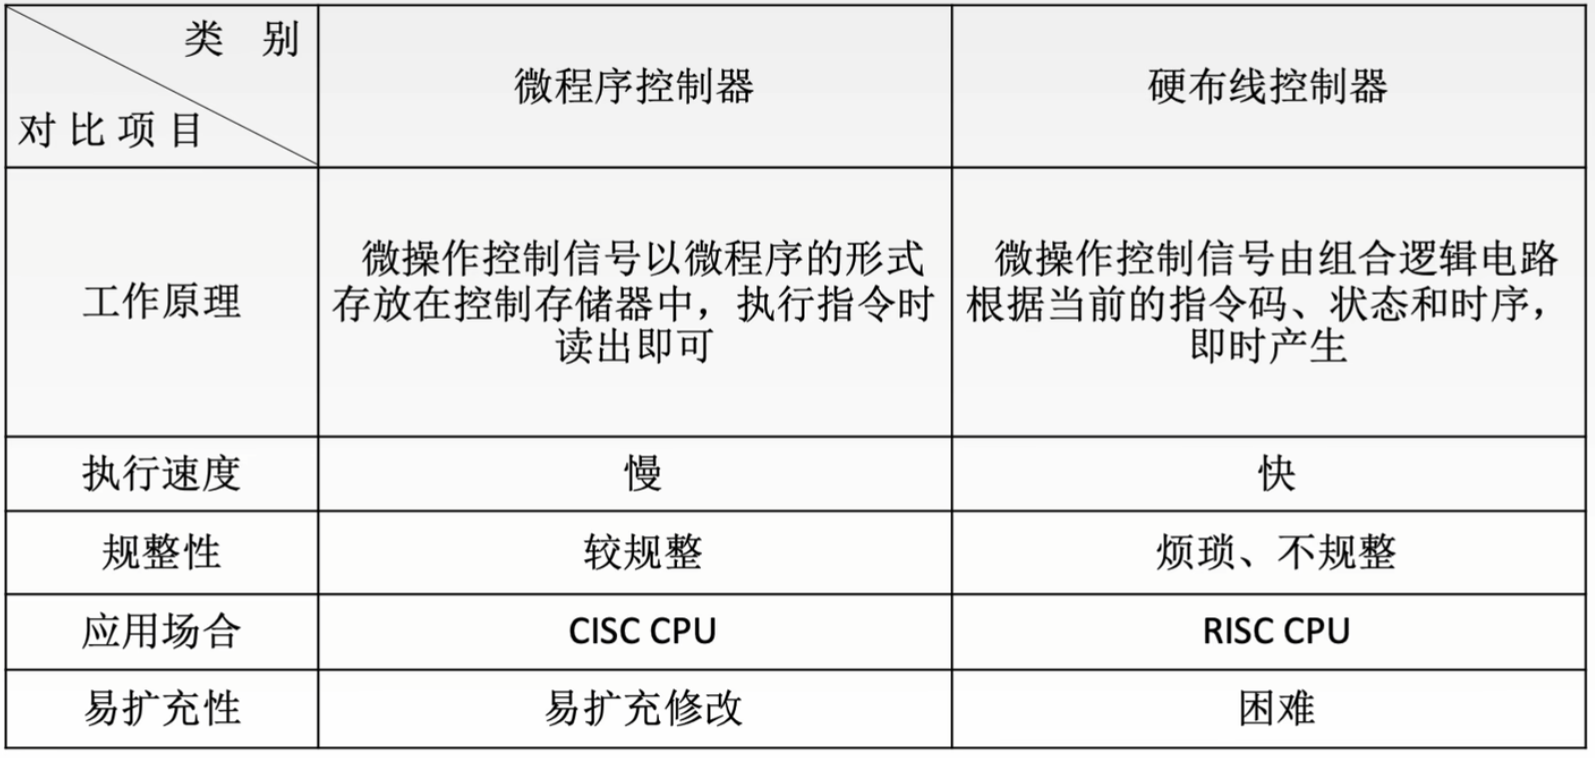 类 别
对比项目
微程序控制器
硬布线控制器
工作原理
微操作控制信号以微程序的形式
存放在控制存储器中，执行指令时
读出即可
微操作控制信号由组合逻辑电路
根据当前的指令码、状态和时序，
即时产生
执行速度
慢
快
规整性
较规整
烦琐、不规整
应用场合
CISC CPU
RISC CPU
易扩充性
易扩充修改
困难